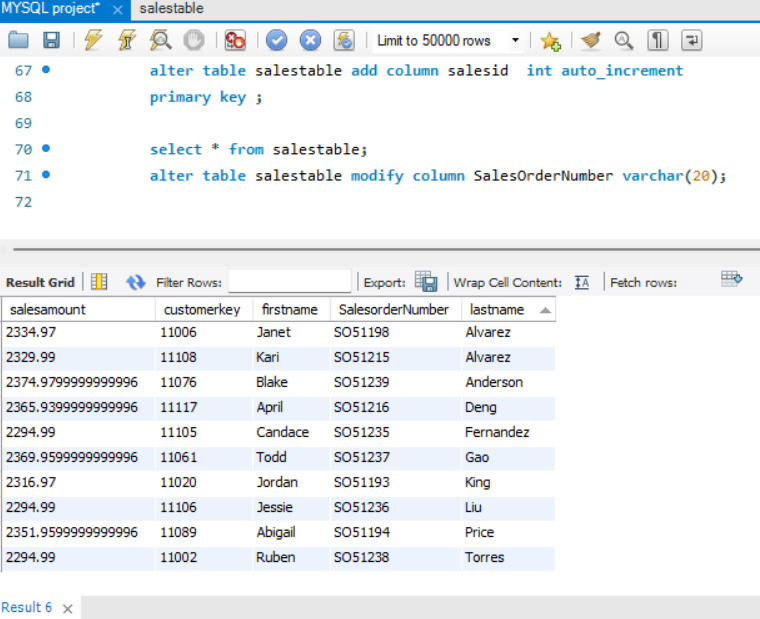 MYSQL project* × salestable
Limit to 50000 rows
67 alter table salestable add column salesid int auto_increment
68 primary key ;
69
70 select * from salestable;
71 alter table salestable modify column SalesOrderNumber varchar(20);
72
Result Grid Filter Rows: Export: Wrap Cell Content: IA Fetch rows:
salesamount customerkey firstname SalesorderNumber lastname
2334.97 11006 Janet SO51198 Alvarez
2329.99 11108 Kari SO51215 Alvarez
2374.9799999999996 11076 Blake SO51239 Anderson
2365.9399999999996 11117 April SO51216 Deng
2294.99 11105 Candace SO51235 Fernandez
2369.9599999999996 11061 Todd SO51237 Gao
2316.97 11020 Jordan SO51193 King
2294.99 11106 Jessie SO51236 Liu
2351.9599999999996 11089 Abigail SO51194 Price
2294.99 11002 Ruben SO51238 Torres
Result 6 ×